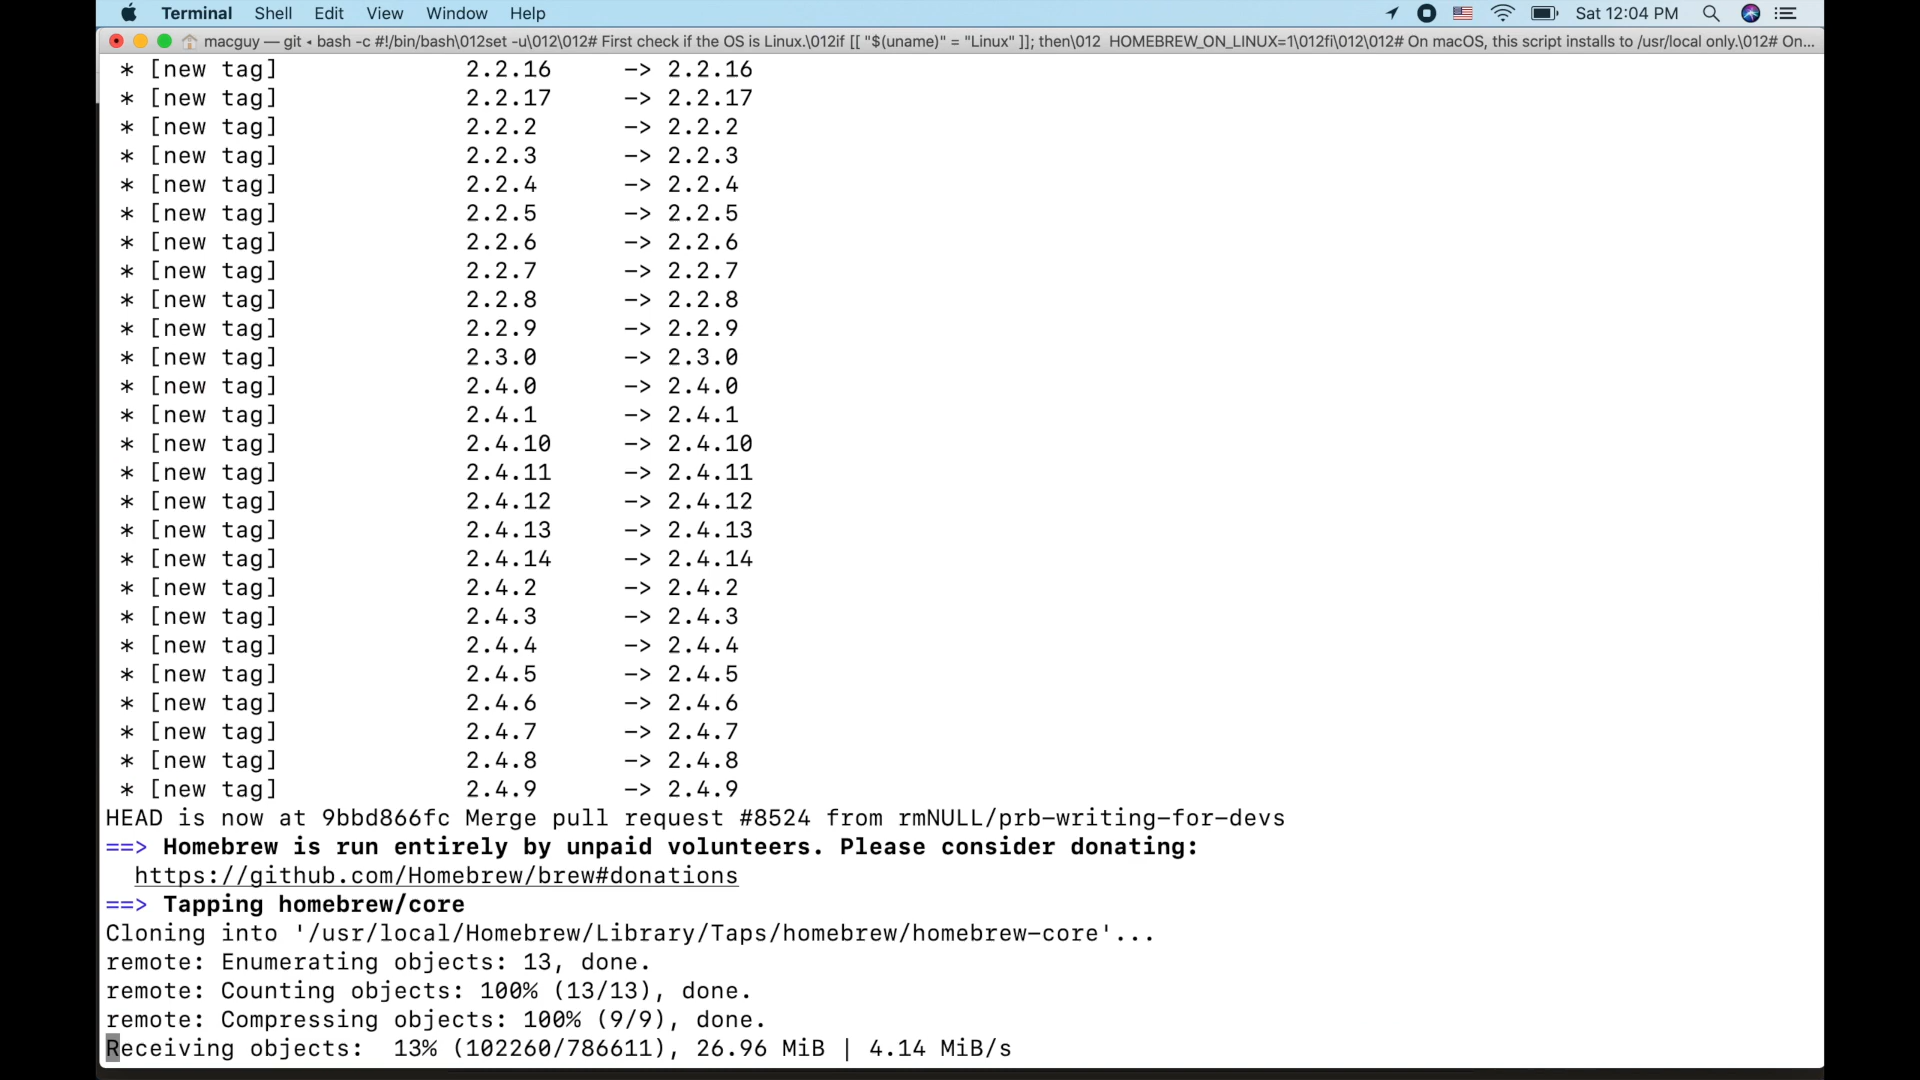 Terminal Shell Edit View Window Help Sat 12:04 PM
macguy — git ◂ bash -c #!/bin/bash\012set -u\012\012# First check if the OS is Linux.\012if [[ "$(uname)" = "Linux" ]]; then\012  HOMEBREW_ON_LINUX=1\012fi\012\012# On macOS, this script installs to /usr/local only.\012# On...
* [new tag] 2.2.16 -> 2.2.16
* [new tag] 2.2.17 -> 2.2.17
* [new tag] 2.2.2 -> 2.2.2
* [new tag] 2.2.3 -> 2.2.3
* [new tag] 2.2.4 -> 2.2.4
* [new tag] 2.2.5 -> 2.2.5
* [new tag] 2.2.6 -> 2.2.6
* [new tag] 2.2.7 -> 2.2.7
* [new tag] 2.2.8 -> 2.2.8
* [new tag] 2.2.9 -> 2.2.9
* [new tag] 2.3.0 -> 2.3.0
* [new tag] 2.4.0 -> 2.4.0
* [new tag] 2.4.1 -> 2.4.1
* [new tag] 2.4.10 -> 2.4.10
* [new tag] 2.4.11 -> 2.4.11
* [new tag] 2.4.12 -> 2.4.12
* [new tag] 2.4.13 -> 2.4.13
* [new tag] 2.4.14 -> 2.4.14
* [new tag] 2.4.2 -> 2.4.2
* [new tag] 2.4.3 -> 2.4.3
* [new tag] 2.4.4 -> 2.4.4
* [new tag] 2.4.5 -> 2.4.5
* [new tag] 2.4.6 -> 2.4.6
* [new tag] 2.4.7 -> 2.4.7
* [new tag] 2.4.8 -> 2.4.8
* [new tag] 2.4.9 -> 2.4.9
HEAD is now at 9bbd866fc Merge pull request #8524 from rmNULL/prb-writing-for-devs
==> Homebrew is run entirely by unpaid volunteers. Please consider donating:
https://github.com/Homebrew/brew#donations
==> Tapping homebrew/core
Cloning into '/usr/local/Homebrew/Library/Taps/homebrew/homebrew-core'...
remote: Enumerating objects: 13, done.
remote: Counting objects: 100% (13/13), done.
remote: Compressing objects: 100% (9/9), done.
Receiving objects:  13% (102260/786611), 26.96 MiB | 4.14 MiB/s